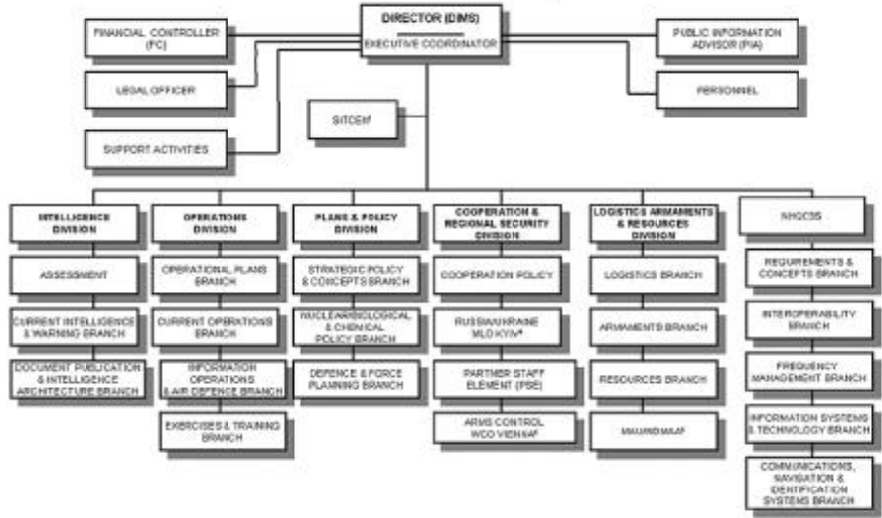 DIRECTOR (DIMS)
EXECUTIVE COORDINATOR
FINANCIAL CONTROLLER
(FC)
PUBLIC INFORMATION
ADVISOR (PIA)
LEGAL OFFICER
PERSONNEL
SUPPORT ACTIVITIES
INTELLIGENCE
DIVISION
ASSESSMENT
CURRENT INTELLIGENCE
& WARNING BRANCH
DOCUMENT PUBLICATION
& INTELLIGENCE
ARCHITECTURE BRANCH
OPERATIONS
DIVISION
OPERATIONAL PLANS
BRANCH
CURRENT OPERATIONS
BRANCH
INFORMATION
OPERATIONS
& AIR DEFENCE BRANCH
EXERCISES & TRAINING
BRANCH
PLANS & POLICY
DIVISION
STRATEGIC POLICY
& CONCEPTS BRANCH
NUCLEAR/BIOLOGICAL
& CHEMICAL
POLICY BRANCH
DEFENCE & FORCE
PLANNING BRANCH
COOPERATION &
REGIONAL SECURITY
DIVISION
COOPERATION POLICY
RUSSIA/UKRAINE
MLO KYIV
PARTNER STAFF
ELEMENT (PSE)
ARMS CONTROL
VIENNA
LOGISTICS ARMAMENTS
& RESOURCES
DIVISION
LOGISTICS BRANCH
ARMAMENTS BRANCH
RESOURCES BRANCH
REQUIREMENTS &
CONCEPTS BRANCH
INTEROPERABILITY
BRANCH
FREQUENCY
MANAGEMENT BRANCH
INFORMATION SYSTEMS
& TECHNOLOGY BRANCH
COMMUNICATIONS,
NAVIGATION &
IDENTIFICATION
SYSTEMS BRANCH